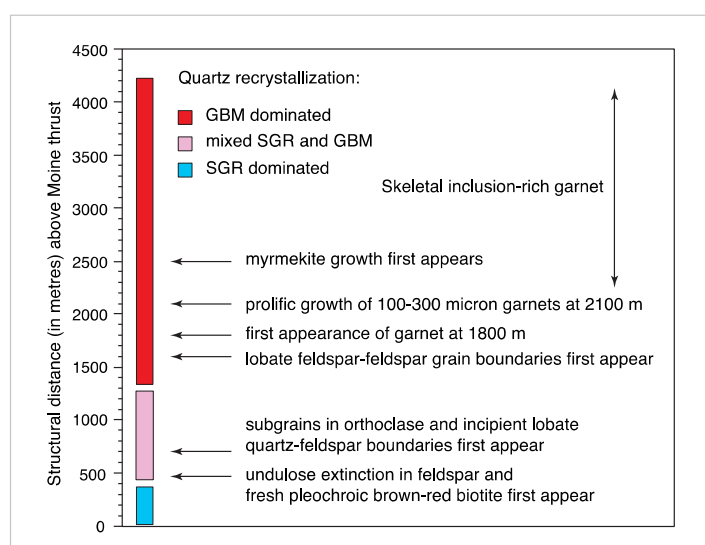 Structural distance (in metres) above Moine thrust
4500
4000
3500
3000
2500
2000
1500
1000
500
0
Quartz recrystallization:
GBM dominated
mixed SGR and GBM
SGR dominated
Skeletal inclusion-rich garnet
myrmekite growth first appears
prolific growth of 100-300 micron garnets at 2100 m
first appearance of garnet at 1800 m
lobate feldspar-feldspar grain boundaries first appear
subgrains in orthoclase and incipient lobate
quartz-feldspar boundaries first appear
undulose extinction in feldspar and
fresh pleochroic brown-red biotite first appear